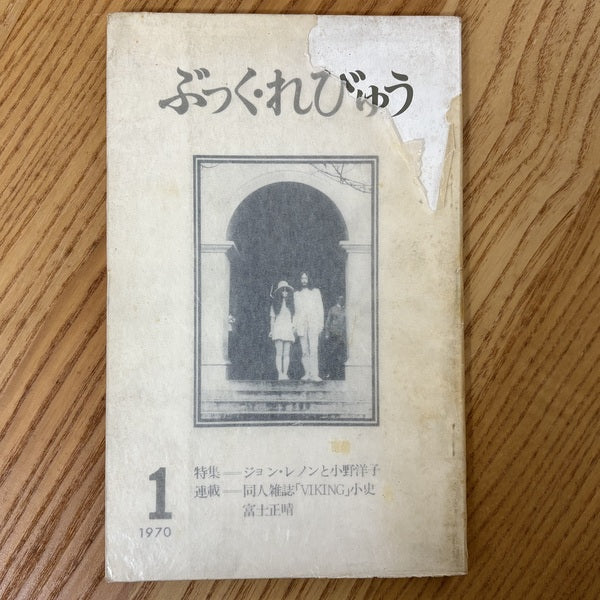 ぶっく・れびゅう
特集―ジョン・レノンと小野洋子
連載―同人雑誌「VIKING」小史
富士正晴
1
1970